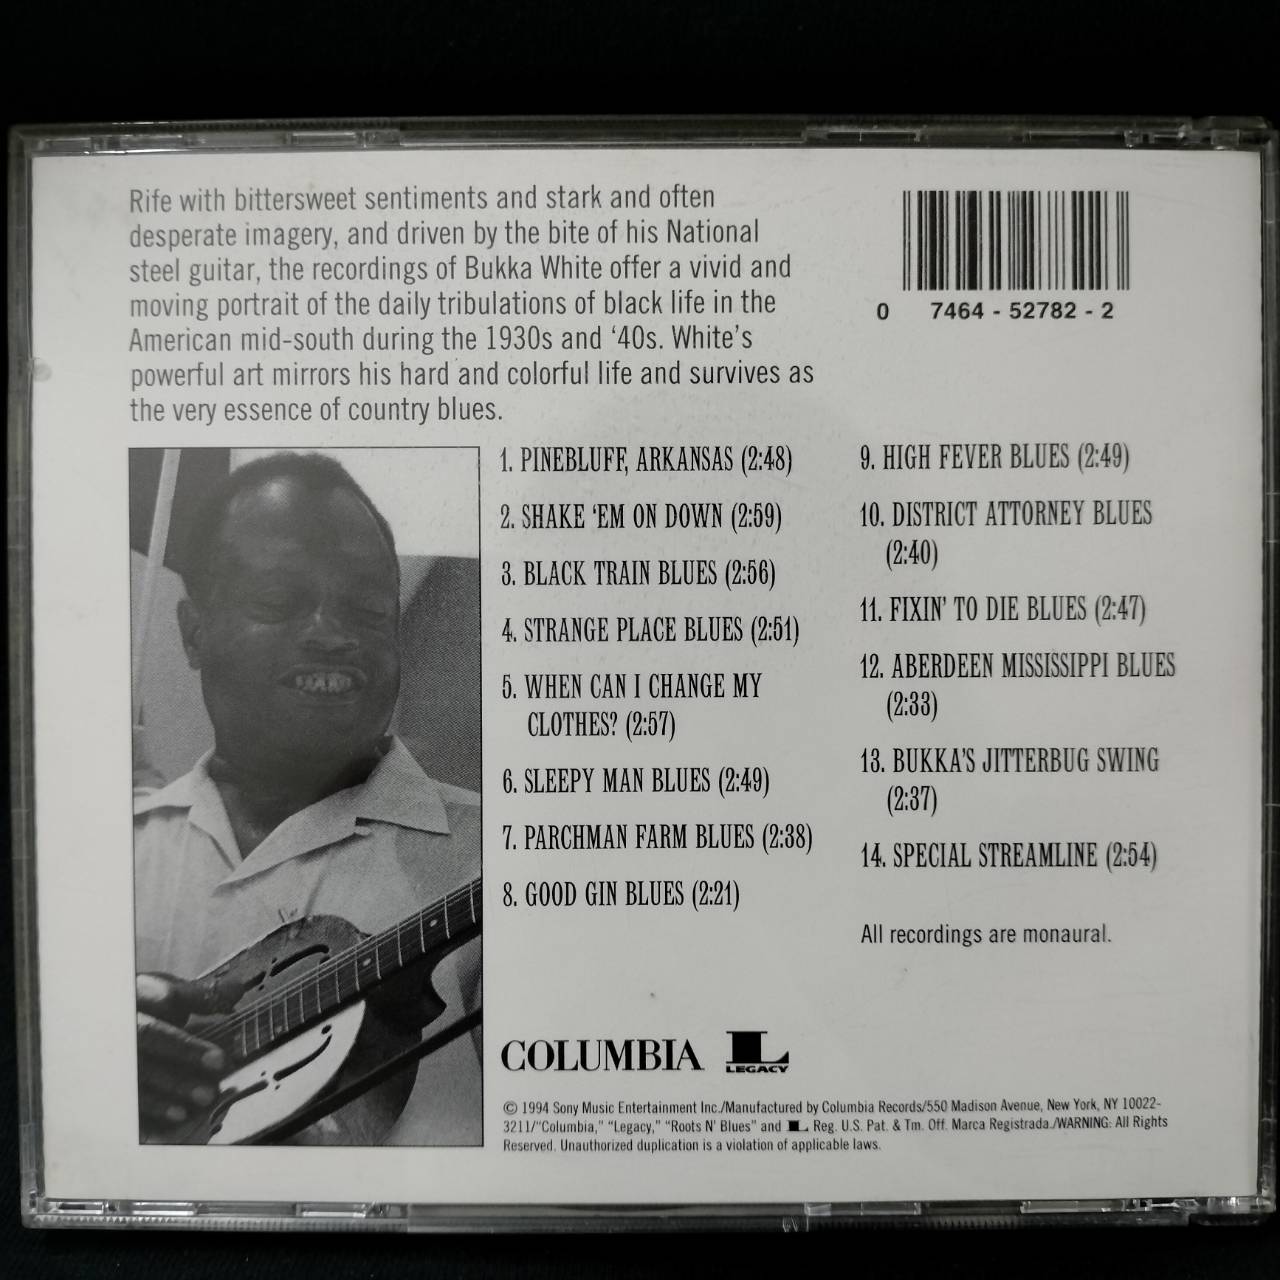 Rife with bittersweet sentiments and stark and often
desperate imagery, and driven by the bite of his National
steel guitar, the recordings of Bukka White offer a vivid and
moving portrait of the daily tribulations of black life in the
American mid-south during the 1930s and ‘40s. White’s
powerful art mirrors his hard and colorful life and survives as
the very essence of country blues.
0 7464 - 52782 - 2
1. PINEBLUFF, ARKANSAS (2:48)
2. SHAKE ‘EM ON DOWN (2:59)
3. BLACK TRAIN BLUES (2:56)
4. STRANGE PLACE BLUES (2:51)
5. WHEN CAN I CHANGE MY
CLOTHES? (2:57)
6. SLEEPY MAN BLUES (2:49)
7. PARCHMAN FARM BLUES (2:38)
8. GOOD GIN BLUES (2:21)
9. HIGH FEVER BLUES (2:49)
10. DISTRICT ATTORNEY BLUES
(2:40)
11. FIXIN’ TO DIE BLUES (2:47)
12. ABERDEEN MISSISSIPPI BLUES
(2:33)
13. BUKKA’S JITTERBUG SWING
(2:37)
14. SPECIAL STREAMLINE (2:54)
All recordings are monaural.
COLUMBIA L LEGACY
© 1994 Sony Music Entertainment Inc./Manufactured by Columbia Records/550 Madison Avenue, New York, NY 10022-
3211/“Columbia,” “Legacy,” “Roots N’ Blues” and L Reg. U.S. Pat. & Tm. Off. Marca Registrada./WARNING: All Rights
Reserved. Unauthorized duplication is a violation of applicable laws.